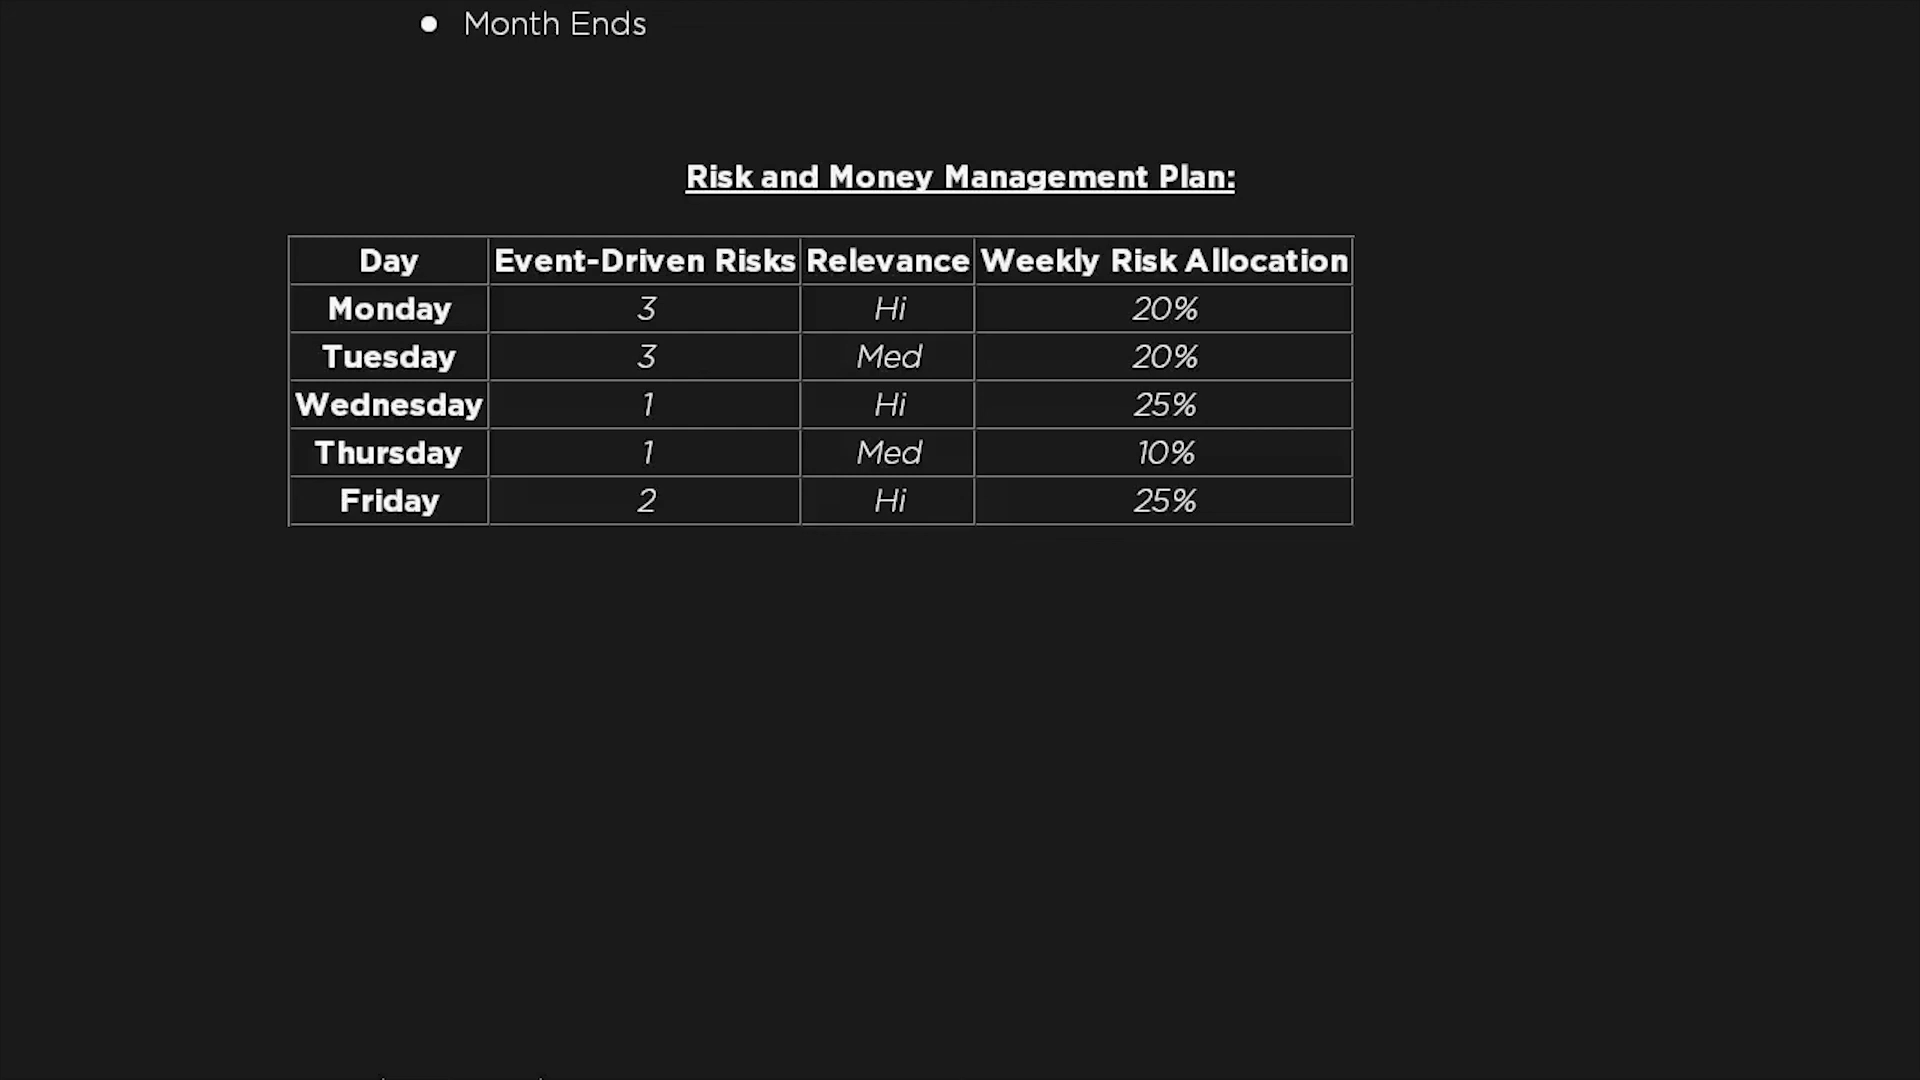 ● Month Ends
Risk and Money Management Plan:
Day Event-Driven Risks Relevance Weekly Risk Allocation
Monday 3 Hi 20%
Tuesday 3 Med 20%
Wednesday 1 Hi 25%
Thursday 1 Med 10%
Friday 2 Hi 25%